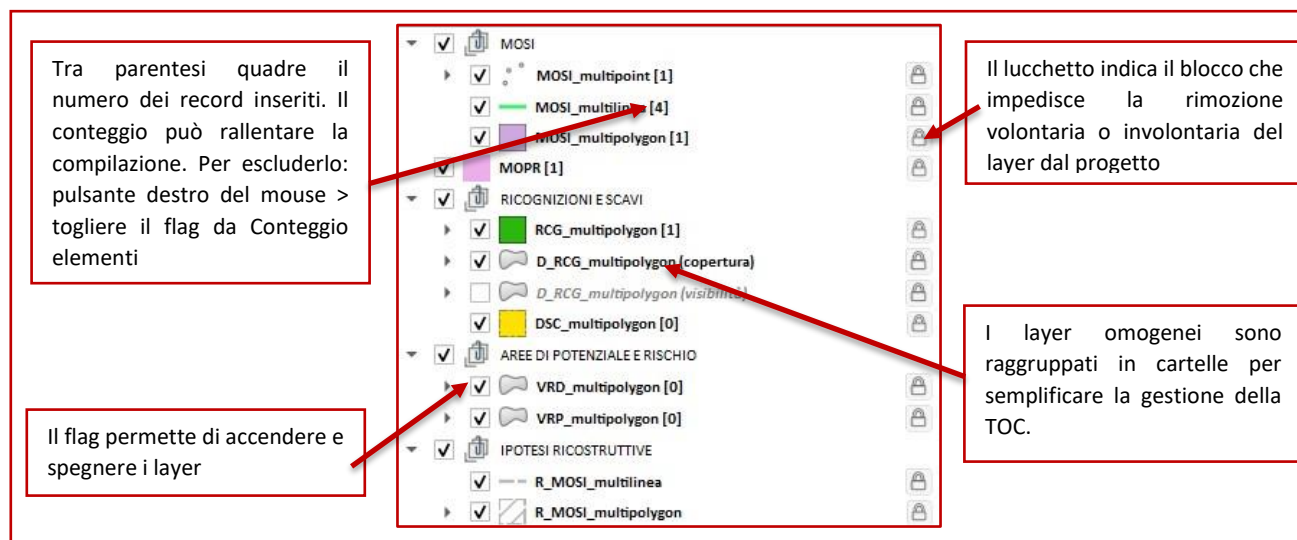 Tra parentesi quadre il
numero dei record inseriti. Il
conteggio può rallentare la
compilazione. Per escluderlo:
pulsante destro del mouse >
togliere il flag da Conteggio
elementi
Il flag permette di accendere e
spegnere i layer
MOSI
MOSI_multipoint [1]
MOSI_multilinea [4]
MOSI_multipolygon [1]
MOPR [1]
RICOGNIZIONI E SCAVI
RCG_multipolygon [1]
D_RCG_multipolygon (copertura)
D_RCG_multipolygon (visibilità)
DSC_multipolygon [0]
AREE DI POTENZIALE E RISCHIO
VRD_multipolygon [0]
VRP_multipolygon [0]
IPOTESI RICOSTRUTTIVE
R_MOSI_multilinea
R_MOSI_multipolygon
Il lucchetto indica il blocco che
impedisce la rimozione
volontaria o involontaria del
layer dal progetto
I layer omogenei sono
raggruppati in cartelle per
semplificare la gestione della
TOC.